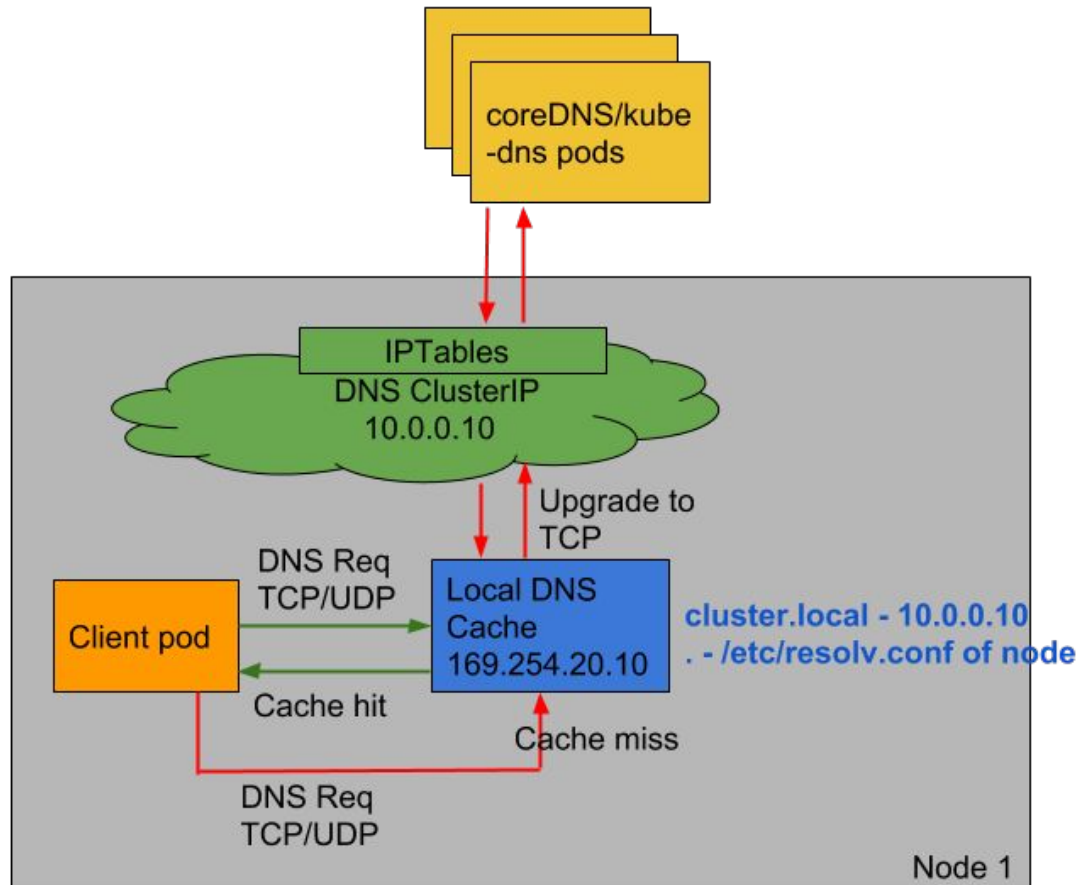 coreDNS/kube
-dns pods
IPTables
DNS ClusterIP
10.0.0.10
Upgrade to
TCP
DNS Req
TCP/UDP
Client pod
Local DNS
Cache
169.254.20.10
cluster.local - 10.0.0.10
. - /etc/resolv.conf of node
Cache hit
Cache miss
DNS Req
TCP/UDP
Node 1